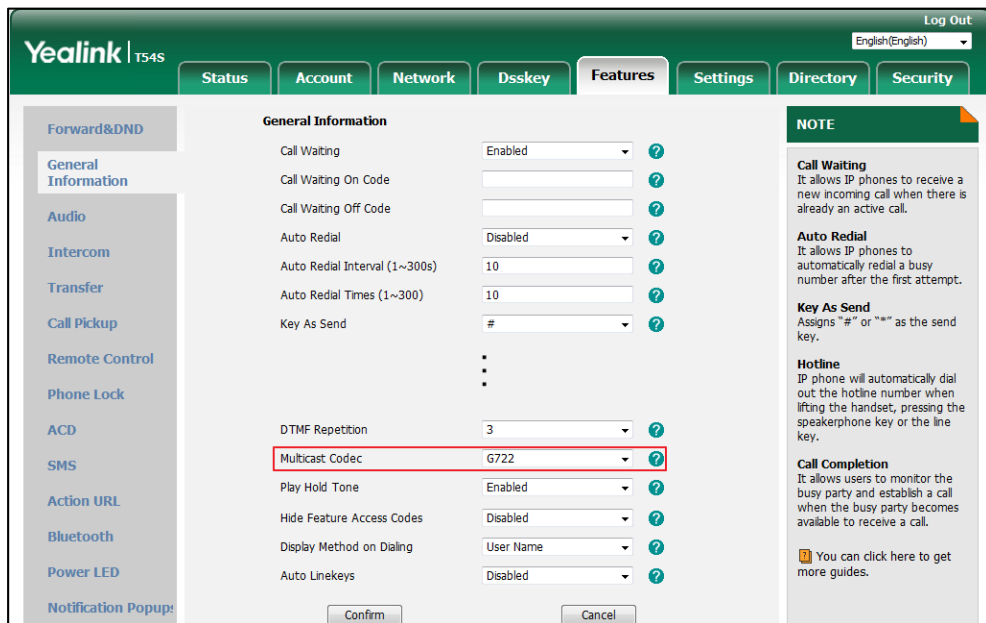 Log Out
Yealink | T54S
English(English)
Status Account Network Dsskey Features Settings Directory Security
Forward&DND
General
Information
Audio
Intercom
Transfer
Call Pickup
Remote Control
Phone Lock
ACD
SMS
Action URL
Bluetooth
Power LED
Notification Popups
General Information
Call Waiting Enabled ?
Call Waiting On Code ?
Call Waiting Off Code ?
Auto Redial Disabled ?
Auto Redial Interval (1~300s) 10 ?
Auto Redial Times (1~300) 10 ?
Key As Send # ?
DTMF Repetition 3 ?
Multicast Codec G722 ?
Play Hold Tone Enabled ?
Hide Feature Access Codes Disabled ?
Display Method on Dialing User Name ?
Auto Linekeys Disabled ?
Confirm Cancel
NOTE
Call Waiting
It allows IP phones to receive a
new incoming call when there is
already an active call.
Auto Redial
It allows IP phones to
automatically redial a busy
number after the first attempt.
Key As Send
Assigns "#" or "*" as the send
key.
Hotline
IP phone will automatically dial
out the hotline number when
lifting the handset, pressing the
speakerphone key or the line
key.
Call Completion
It allows users to monitor the
busy party and establish a call
when the busy party becomes
available to receive a call.
? You can click here to get
more guides.